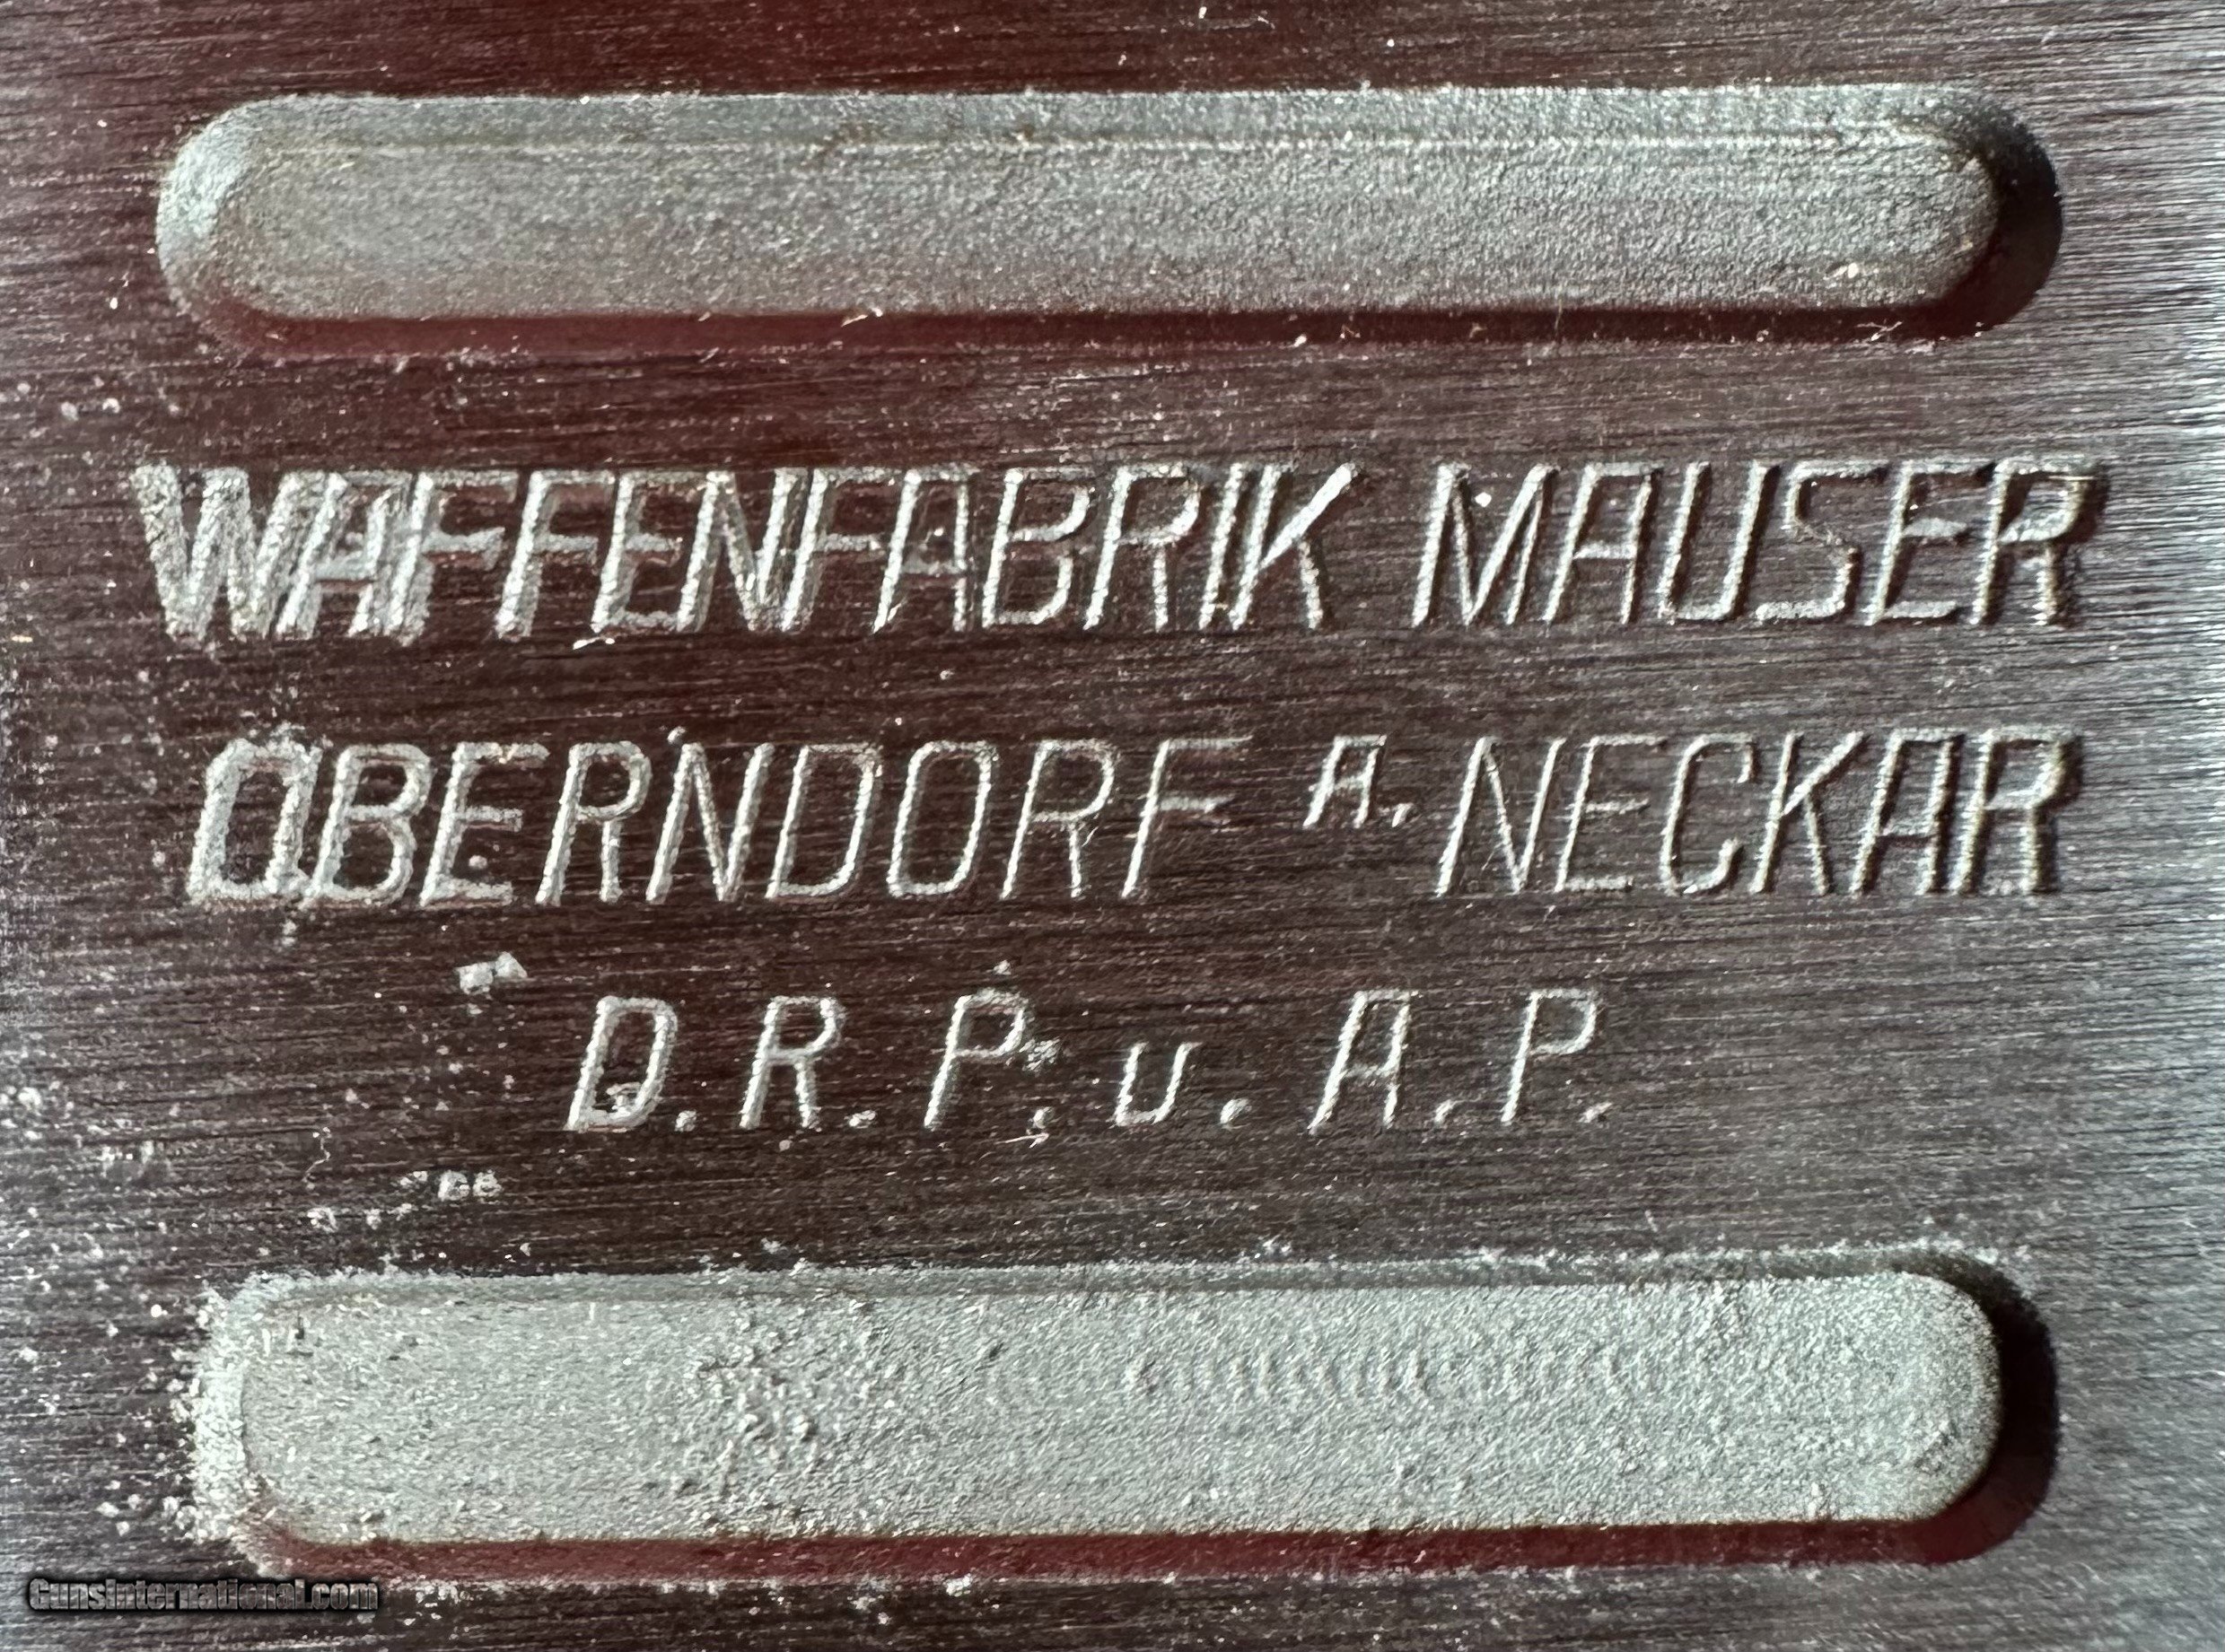 WAFFENFABRIK MAUSER
OBERNDORF A. NECKAR
D.R.P. u. A.P.
GunsInternational.com